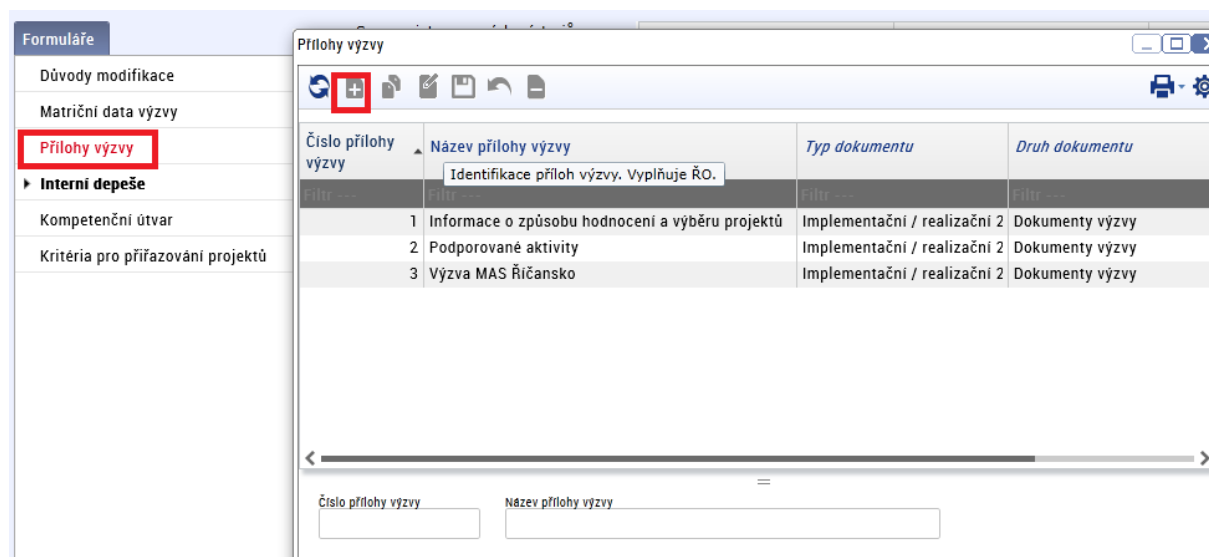 Formuláře
Důvody modifikace
Matriční data výzvy
Přílohy výzvy
Interní depeše
Kompetenční útvar
Kritéria pro přiřazování projektů
Přílohy výzvy
Číslo přílohy výzvy Název přílohy výzvy Typ dokumentu Druh dokumentu
Identifikace příloh výzvy. Vyplňuje ŘO.
Filtr --- Filtr --- Filtr --- Filtr ---
1 Informace o způsobu hodnocení a výběru projektů Implementační / realizační 2 Dokumenty výzvy
2 Podporované aktivity Implementační / realizační 2 Dokumenty výzvy
3 Výzva MAS Říčansko Implementační / realizační 2 Dokumenty výzvy
Číslo přílohy výzvy Název přílohy výzvy